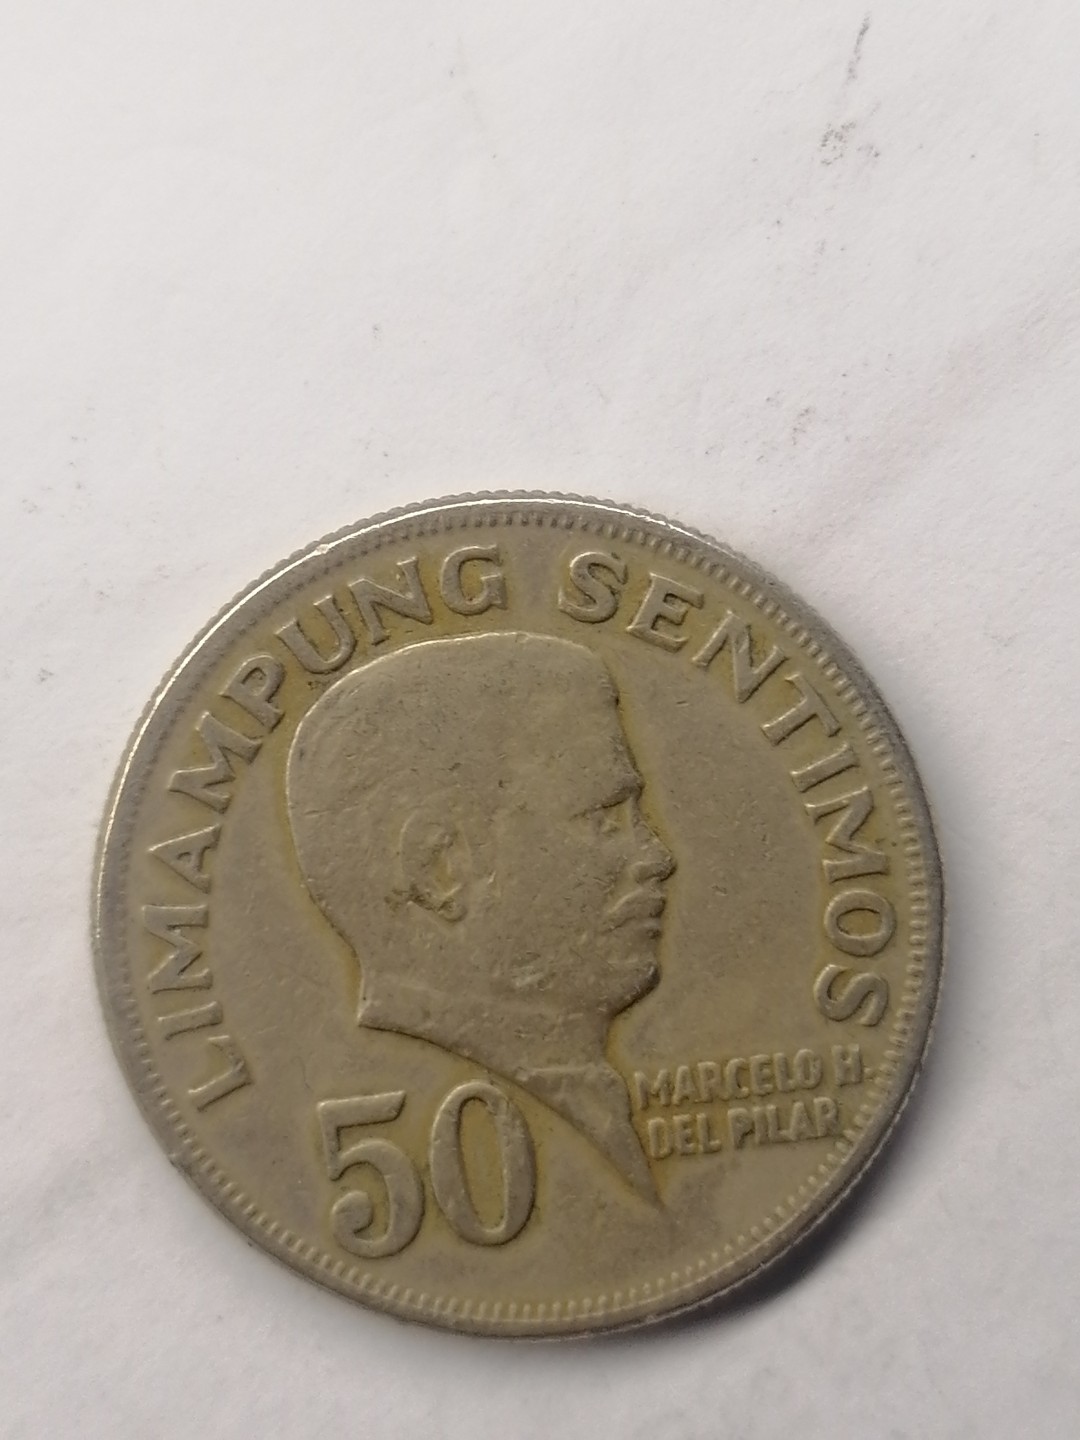 LIMAMPUNG SENTIMOS
MARCELO H.
DEL PILAR
50